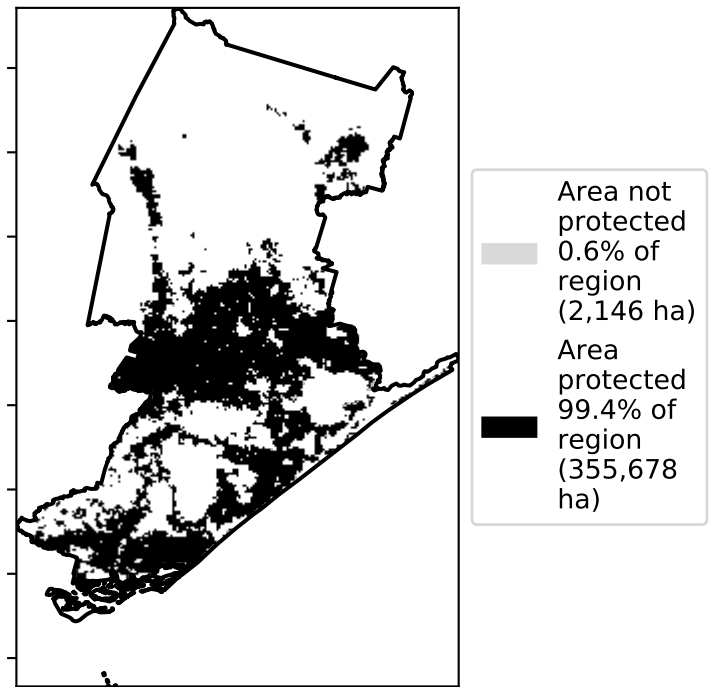 Area not
protected
0.6% of
region
(2,146 ha)
Area
protected
99.4% of
region
(355,678
ha)